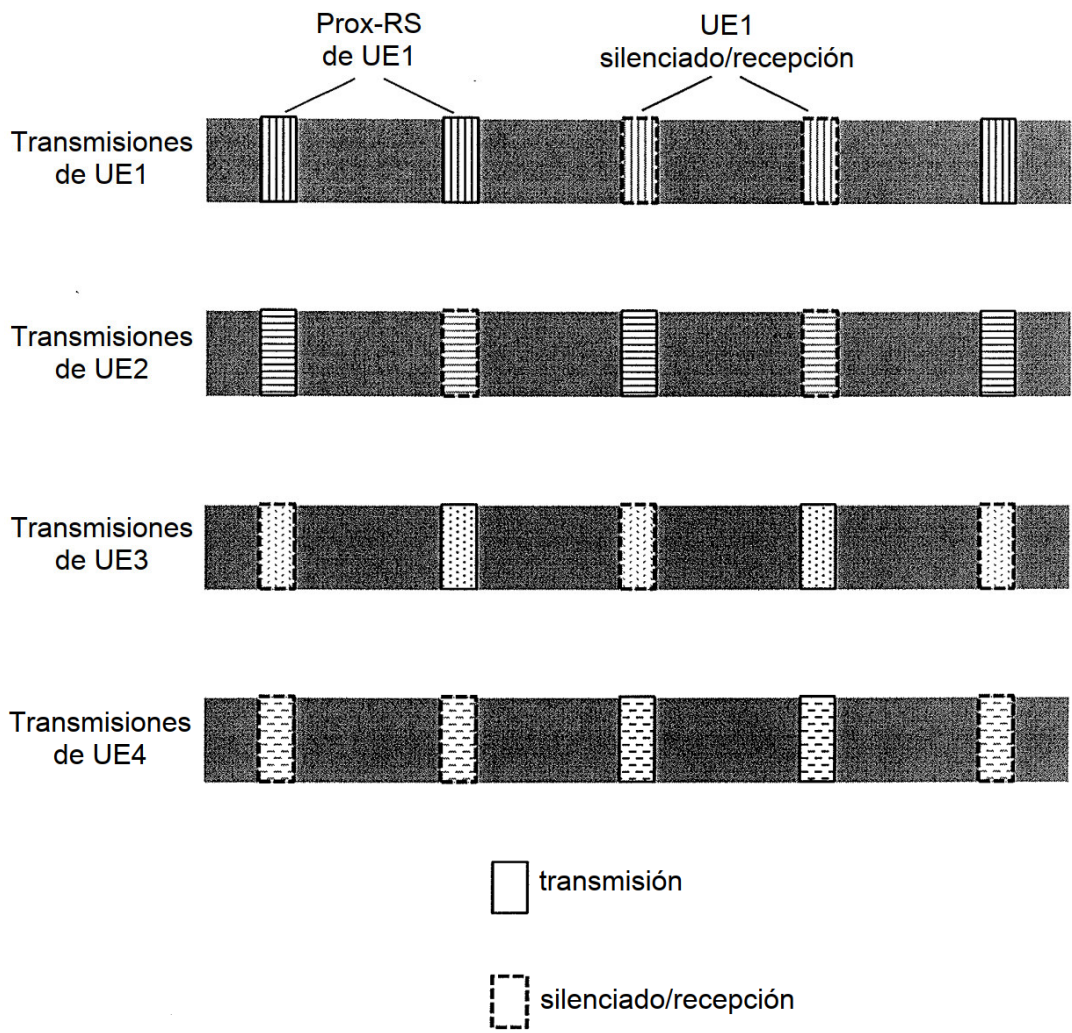 Prox-RS
de UE1
UE1
silenciado/recepción
Transmisiones
de UE1
Transmisiones
de UE2
Transmisiones
de UE3
Transmisiones
de UE4
transmisión
silenciado/recepción